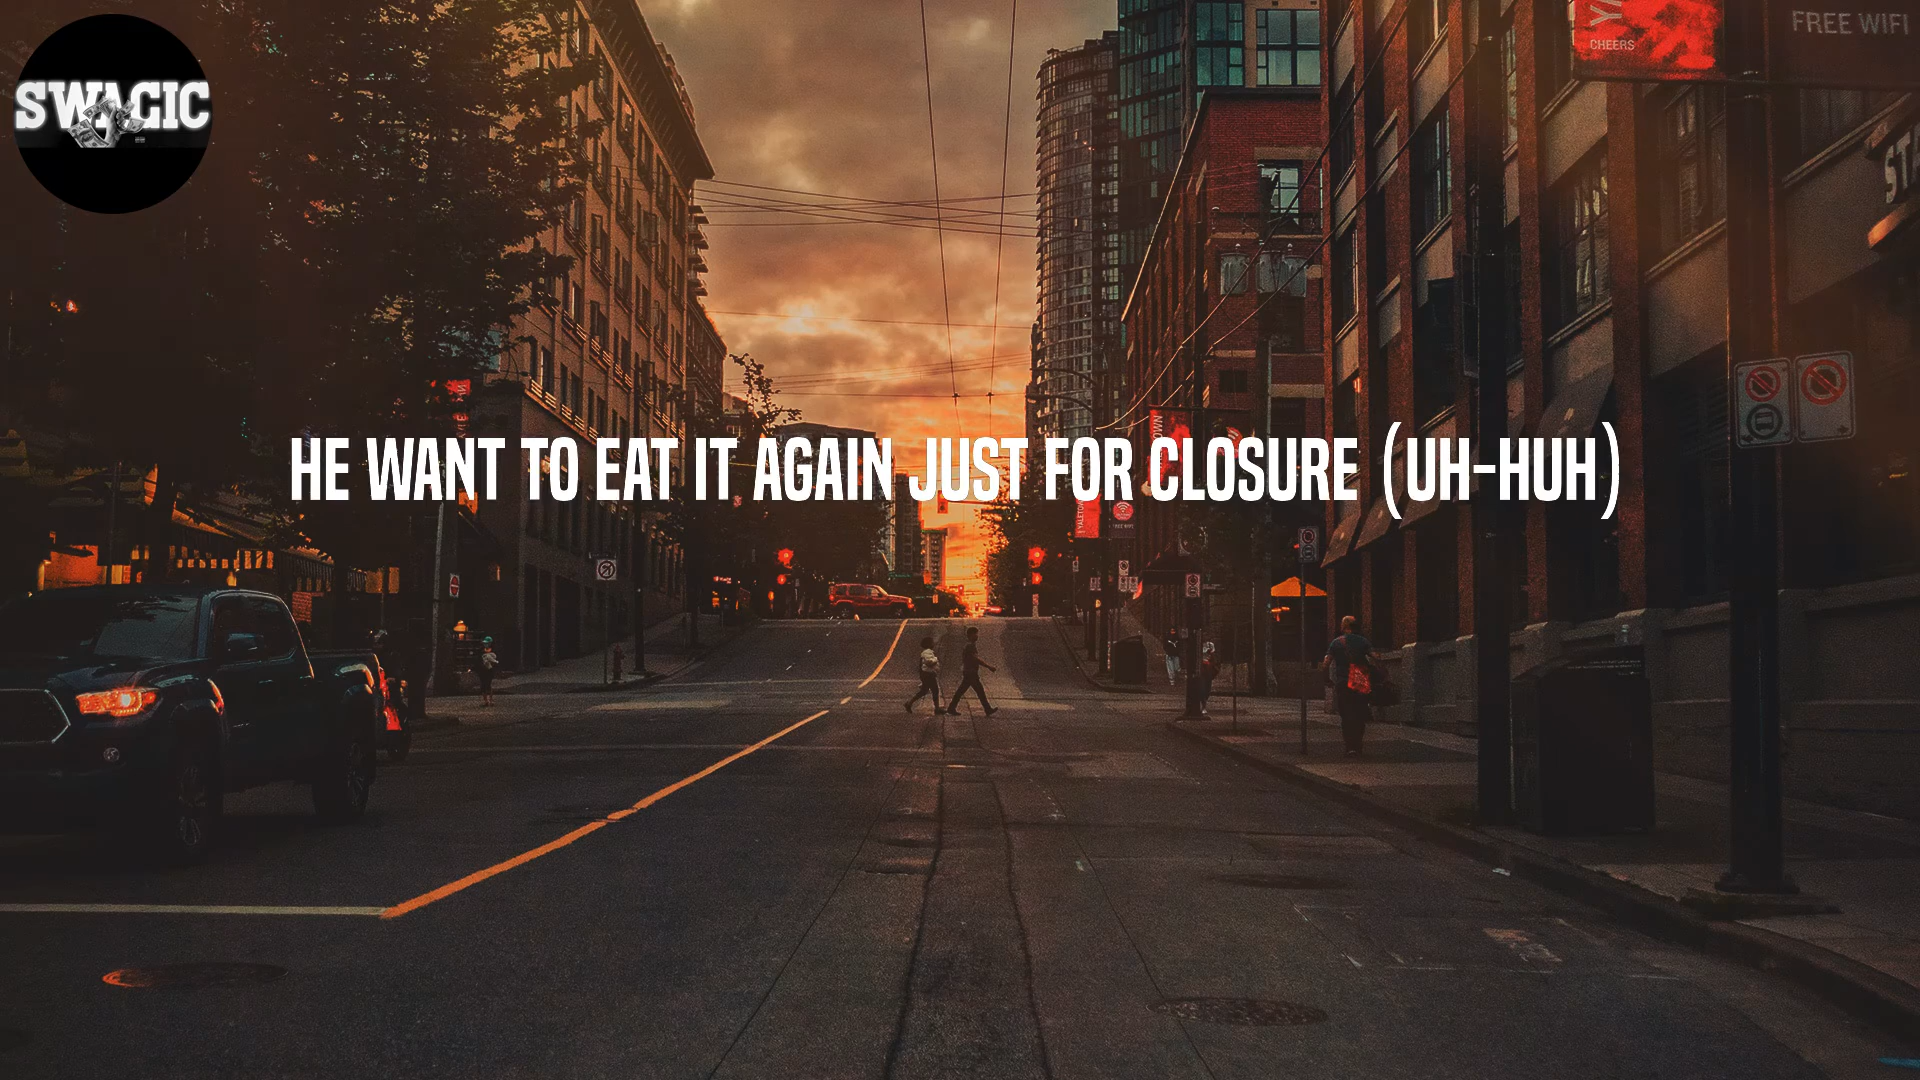 SWAGIC
CHEERS
FREE WIFI
HE WANT TO EAT IT AGAIN JUST FOR CLOSURE (UH-HUH)